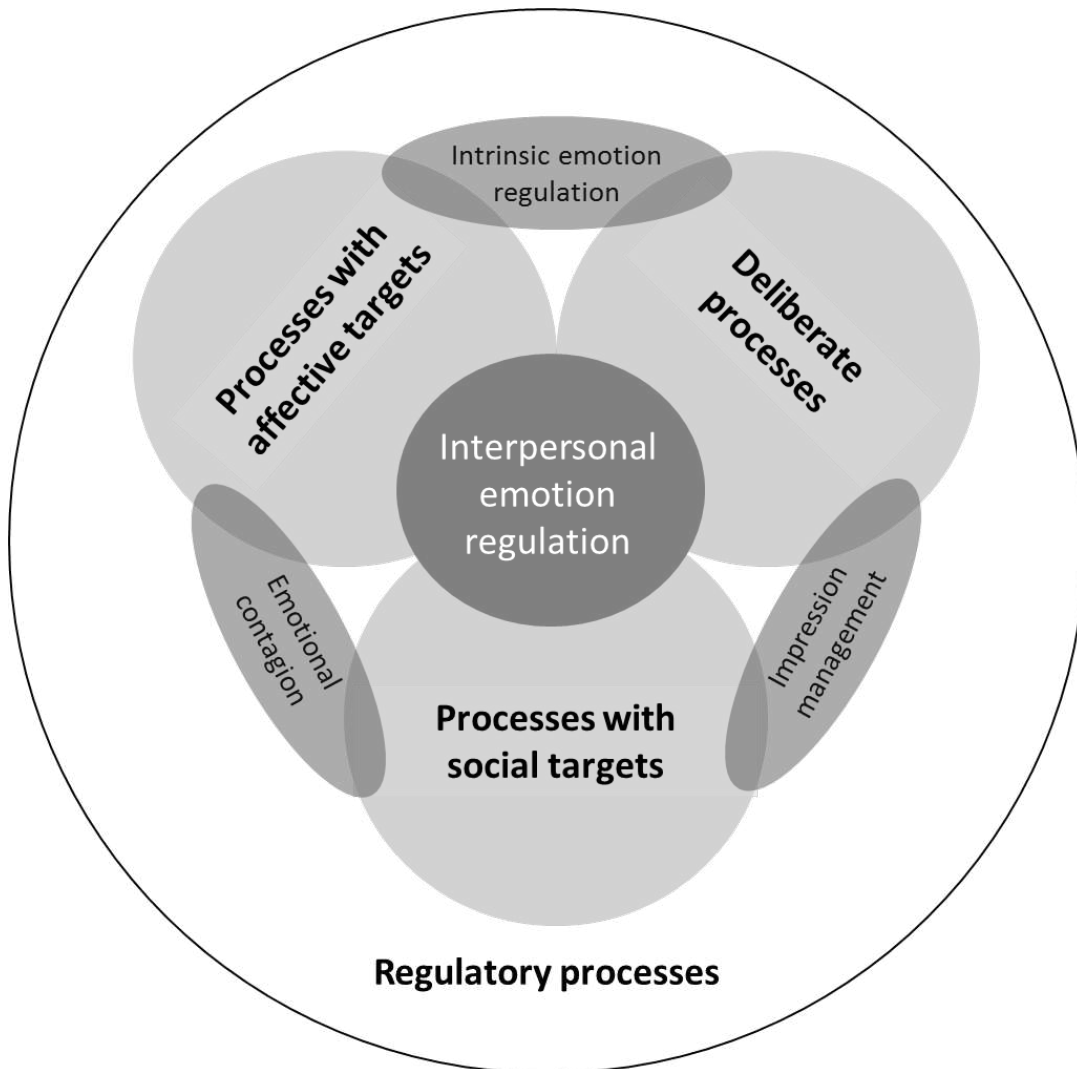 Intrinsic emotion
regulation
Processes with
affective targets
Deliberate
processes
Interpersonal
emotion
regulation
Emotional
contagion
Impression
management
Processes with
social targets
Regulatory processes